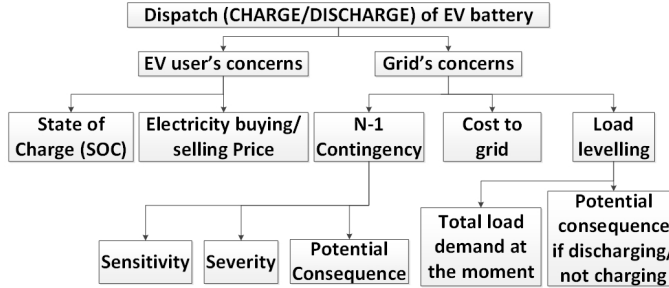 Dispatch (CHARGE/DISCHARGE) of EV battery
EV user's concerns
Grid's concerns
State of
Charge (SOC)
Electricity buying/
selling Price
N-1
Contingency
Cost to
grid
Load
levelling
Sensitivity
Severity
Potential
Consequence
Total load
demand at
the moment
Potential
consequence
if discharging/
not charging